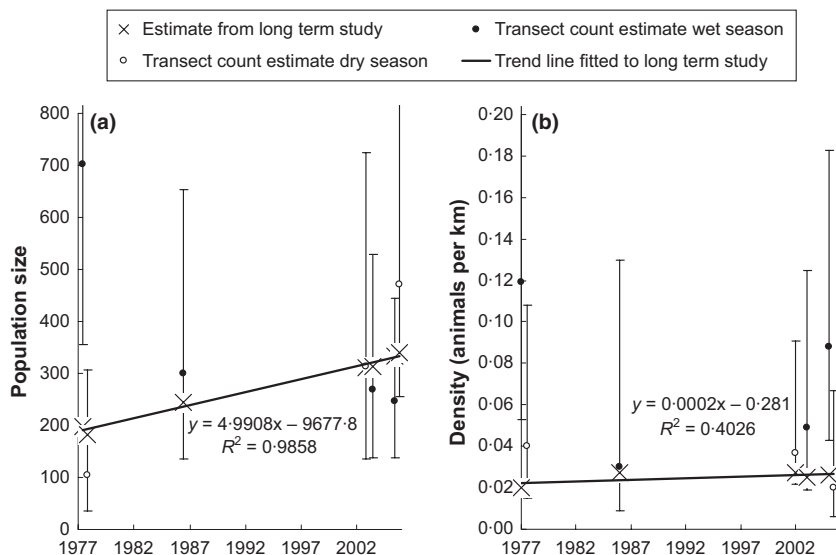 Estimate from long term study
Transect count estimate wet season
Transect count estimate dry season
Trend line fitted to long term study
(a)
Population size
800
700
600
500
400
300
200
100
0
y = 4·9908x – 9677·8
R² = 0·9858
1977 1982 1987 1992 1997 2002
(b)
Density (animals per km)
0·20
0·18
0·16
0·14
0·12
0·10
0·08
0·06
0·04
0·02
0·00
y = 0·0002x – 0·281
R² = 0·4026
1977 1982 1987 1992 1997 2002